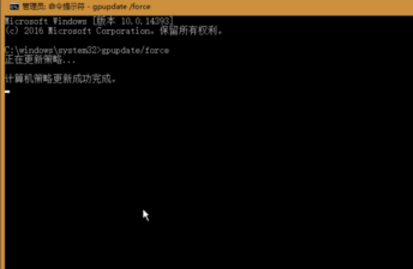 管理员: 命令提示符 - gpupdate /force
Microsoft Windows [版本 10.0.14393]
(c) 2016 Microsoft Corporation。保留所有权利。
C:\windows\system32>gpupdate/force
正在更新策略...
计算机策略更新成功完成。